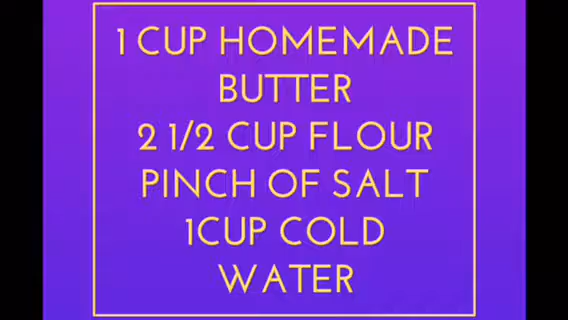 1 CUP HOMEMADE
BUTTER
2 1/2 CUP FLOUR
PINCH OF SALT
1CUP COLD
WATER